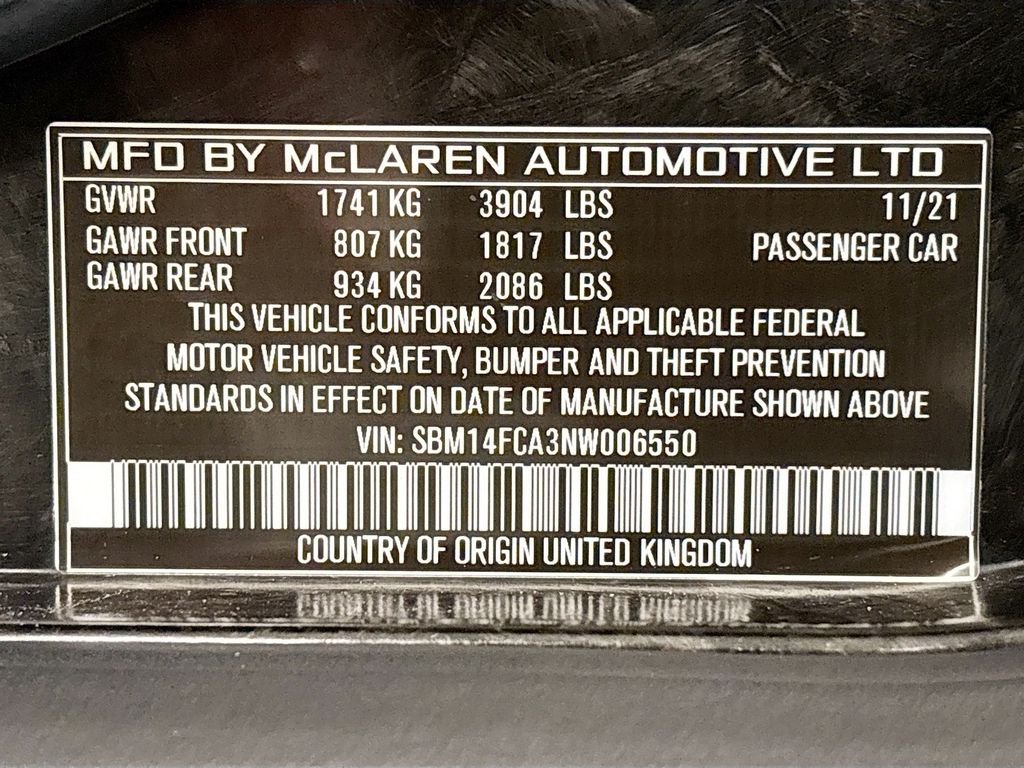 MFD BY McLAREN AUTOMOTIVE LTD
GVWR 1741 KG 3904 LBS 11/21
GAWR FRONT 807 KG 1817 LBS PASSENGER CAR
GAWR REAR 934 KG 2086 LBS
THIS VEHICLE CONFORMS TO ALL APPLICABLE FEDERAL
MOTOR VEHICLE SAFETY, BUMPER AND THEFT PREVENTION
STANDARDS IN EFFECT ON DATE OF MANUFACTURE SHOWN ABOVE
VIN: SBM14FCA3NW006550
COUNTRY OF ORIGIN UNITED KINGDOM